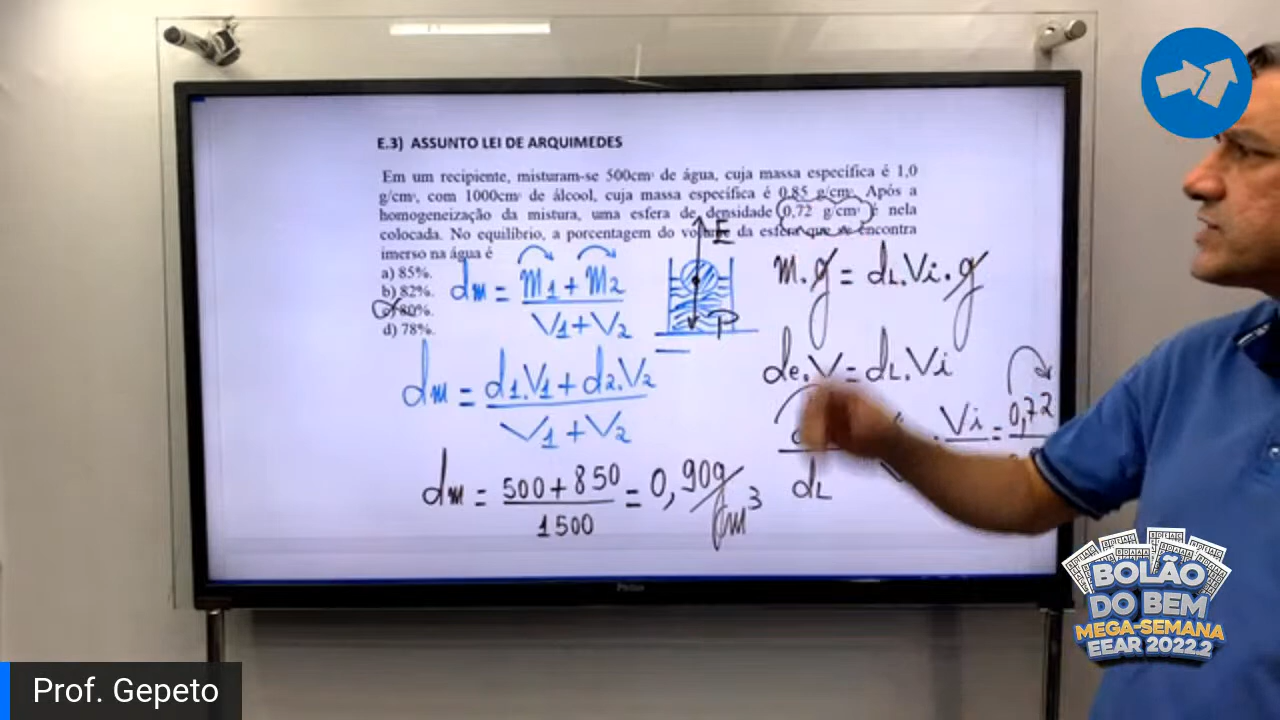 E.3) ASSUNTO LEI DE ARQUIMEDES
Em um recipiente, misturam-se 500cm³ de água, cuja massa específica é 1,0
g/cm³, com 1000cm³ de álcool, cuja massa específica é 0,85 g/cm³. Após a
homogeneização da mistura, uma esfera de densidade 0,72 g/cm³ é nela
colocada. No equilíbrio, a porcentagem do volume da esfera que se encontra
imerso na água é
a) 85%.
b) 82%.
c) 80%.
d) 78%.
dm = m1 + m2
V1 + V2
dm = d1.V1 + d2.V2
V1 + V2
dm = 500 + 850 = 0,90g/cm³
1500
E
P
m.g = dL.Vi.g
de.V = dL.Vi
Vi = 0,72
dL
BOLÃO
DO BEM
MEGA-SEMANA
EEAR 2022.2
Philco
Prof. Gepeto